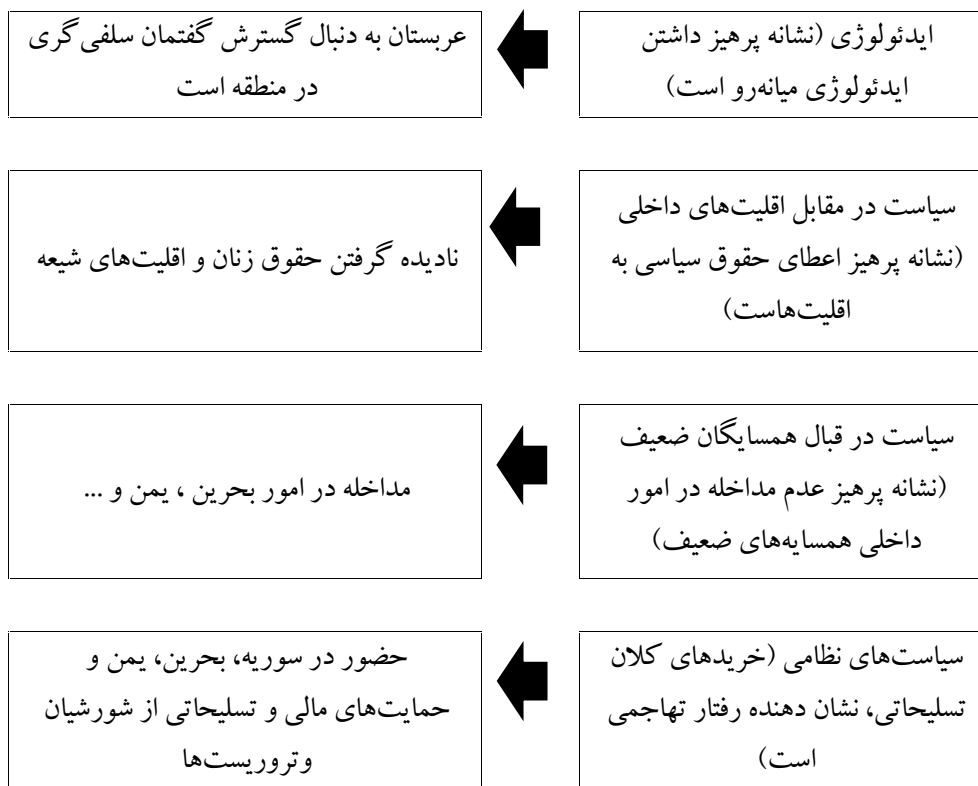 ایدئولوژی (نشانه پرهیز داشتن
ایدئولوژی میانه‌رو است)
عربستان به دنبال گسترش گفتمان سلفی‌گری
در منطقه است
سیاست در مقابل اقلیت‌های داخلی
(نشانه پرهیز اعطای حقوق سیاسی به
اقلیت‌هاست)
نادیده گرفتن حقوق زنان و اقلیت‌های شیعه
سیاست در قبال همسایگان ضعیف
(نشانه پرهیز عدم مداخله در امور
داخلی همسایه‌های ضعیف)
مداخله در امور بحرین ، یمن و ...
سیاست‌های نظامی (خریدهای کلان
تسلیحاتی، نشان دهنده رفتار تهاجمی
است)
حضور در سوریه، بحرین، یمن و
حمایت‌های مالی و تسلیحاتی از شورشیان
وتروریست‌ها